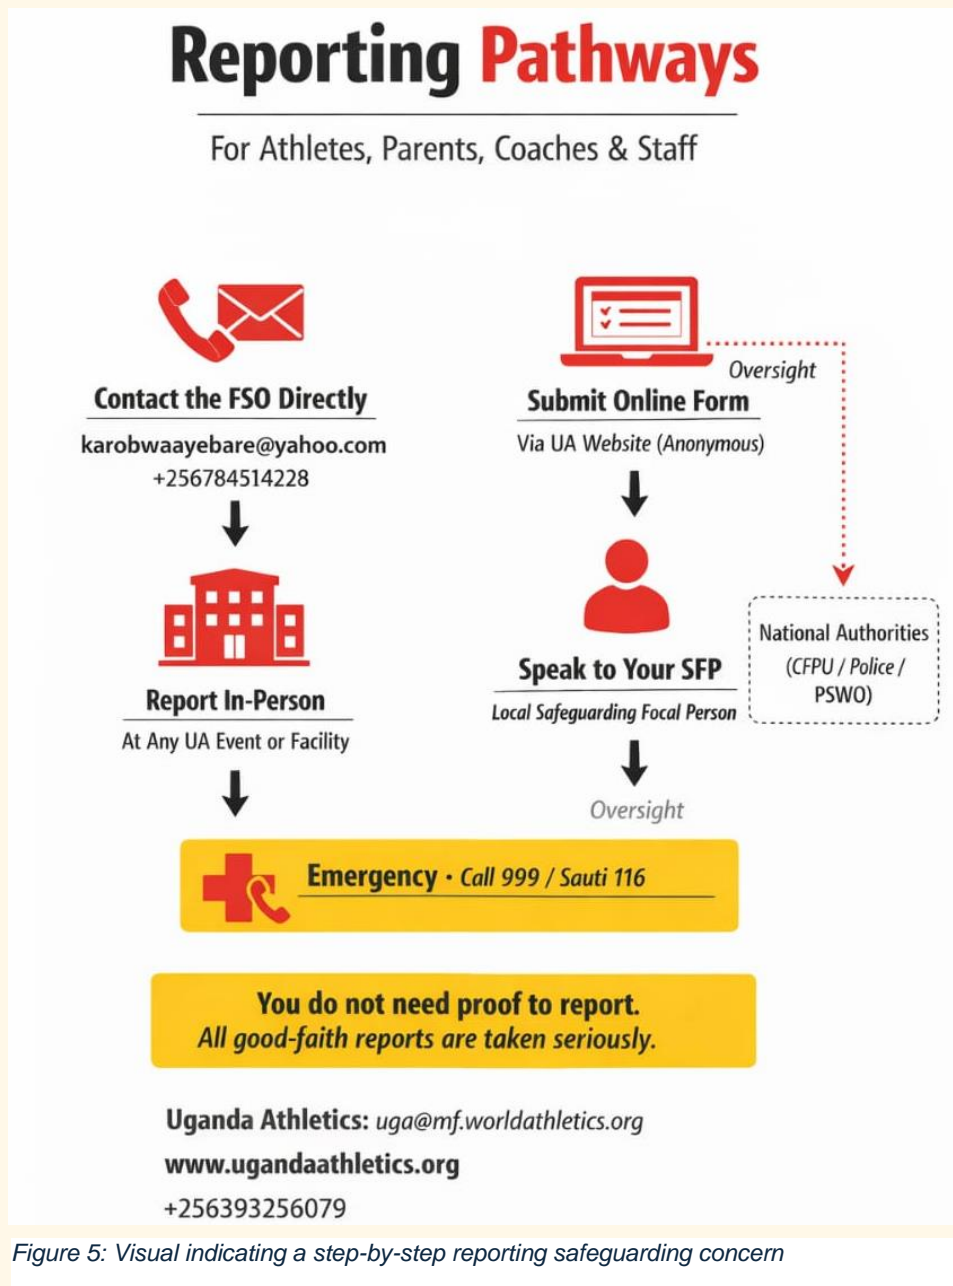 Reporting Pathways
For Athletes, Parents, Coaches & Staff
Contact the FSO Directly
karobwaayebare@yahoo.com
+256784514228
Report In-Person
At Any UA Event or Facility
Submit Online Form
Via UA Website (Anonymous)
Oversight
Speak to Your SFP
Local Safeguarding Focal Person
Oversight
National Authorities
(CFPU / Police /
PSWO)
Emergency · Call 999 / Sauti 116
You do not need proof to report.
All good-faith reports are taken seriously.
Uganda Athletics: uga@mf.worldathletics.org
www.ugandaathletics.org
+256393256079
Figure 5: Visual indicating a step-by-step reporting safeguarding concern